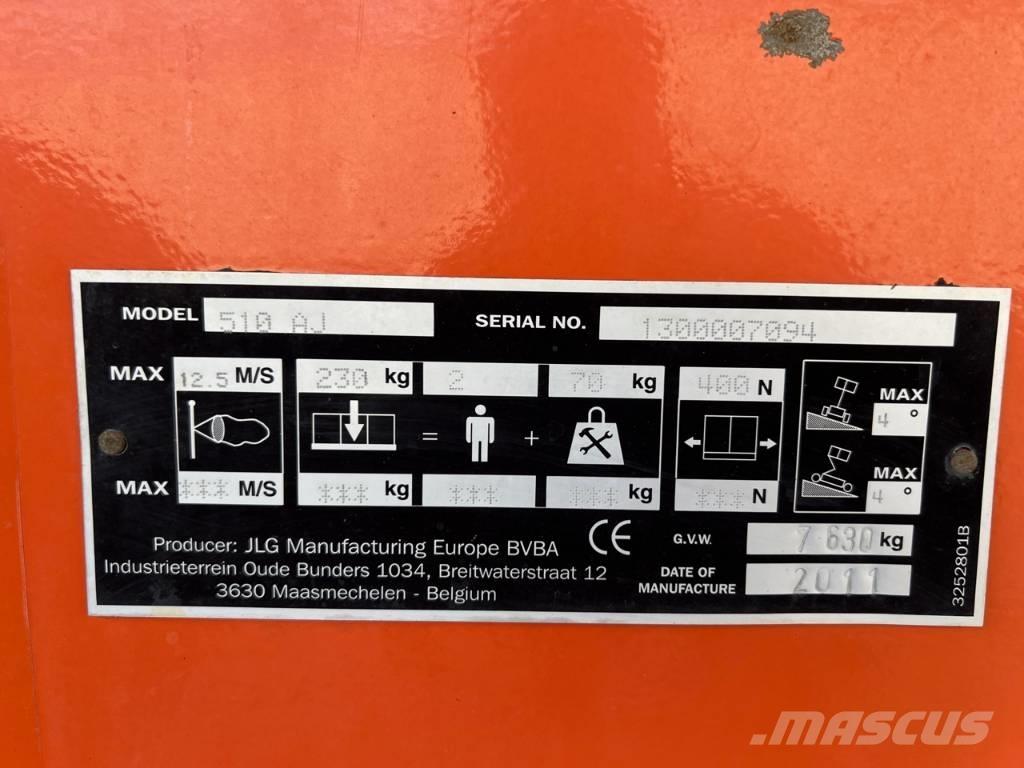 MODEL 510 AJ SERIAL NO. 1300007094
MAX 12.5 M/S 230 kg 2 70 kg 400 N
MAX 4°
= +
MAX 4°
MAX *** M/S *** kg *** *** kg *** N
Producer: JLG Manufacturing Europe BVBA
Industrieterrein Oude Bunders 1034, Breitwaterstraat 12
3630 Maasmechelen - Belgium
CE
G.V.W. 7 630 kg
DATE OF
MANUFACTURE 2011
3252801B
MASCUS